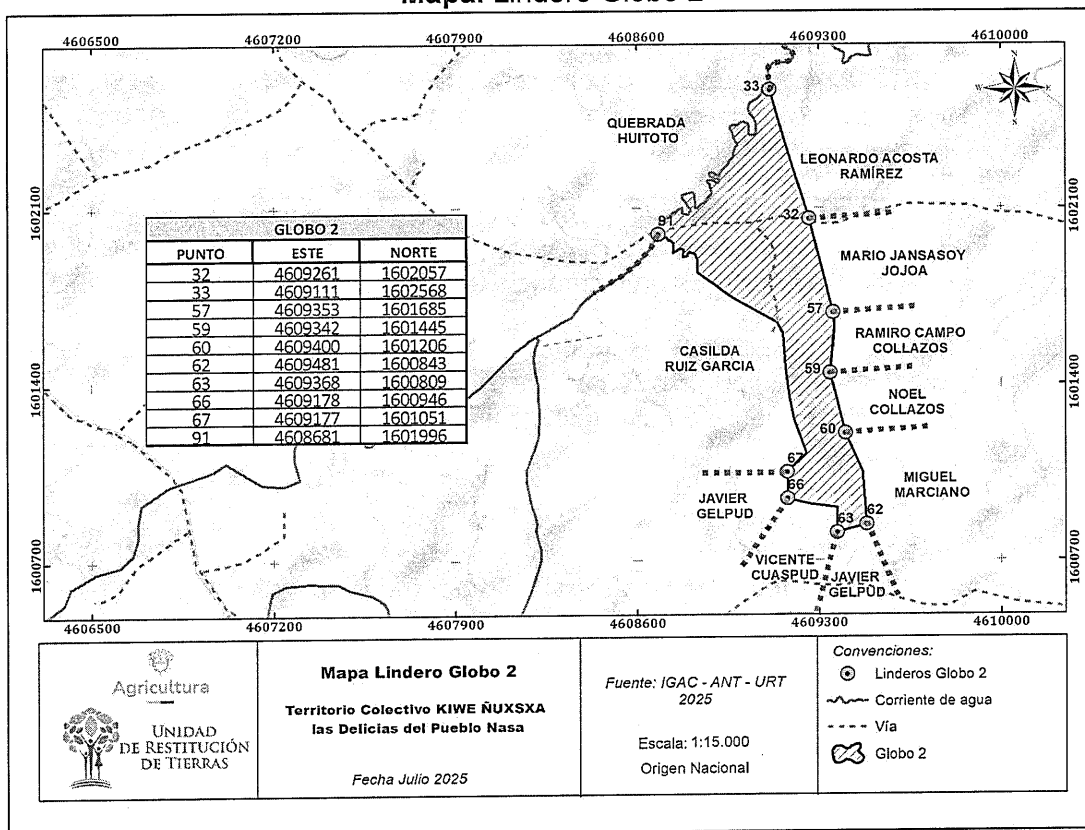 Mapa: Lindero Globo 2
4606500 4607200 4607900 4608600 4609300 4610000
1602100
1601400
1600700
1602100
1601400
1600700
N
W E
S
QUEBRADA
HUITOTO
LEONARDO ACOSTA
RAMÍREZ
MARIO JANSASOY
JOJOA
RAMIRO CAMPO
COLLAZOS
CASILDA
RUIZ GARCIA
NOEL
COLLAZOS
MIGUEL
MARCIANO
JAVIER
GELPUD
VICENTE
CUASPUD
JAVIER
GELPUD
33
32
91
57
59
60
67
66
63
62
GLOBO 2
PUNTO ESTE NORTE
32 4609261 1602057
33 4609111 1602568
57 4609353 1601685
59 4609342 1601445
60 4609400 1601206
62 4609481 1600843
63 4609368 1600809
66 4609178 1600946
67 4609177 1601051
91 4608681 1601996
4606500 4607200 4607900 4608600 4609300 4610000
Agricultura
UNIDAD
DE RESTITUCIÓN
DE TIERRAS
Mapa Lindero Globo 2
Territorio Colectivo KIWE ÑUXSXA
las Delicias del Pueblo Nasa
Fecha Julio 2025
Fuente: IGAC - ANT - URT
2025
Escala: 1:15.000
Origen Nacional
Convenciones:
Linderos Globo 2
Corriente de agua
Vía
Globo 2